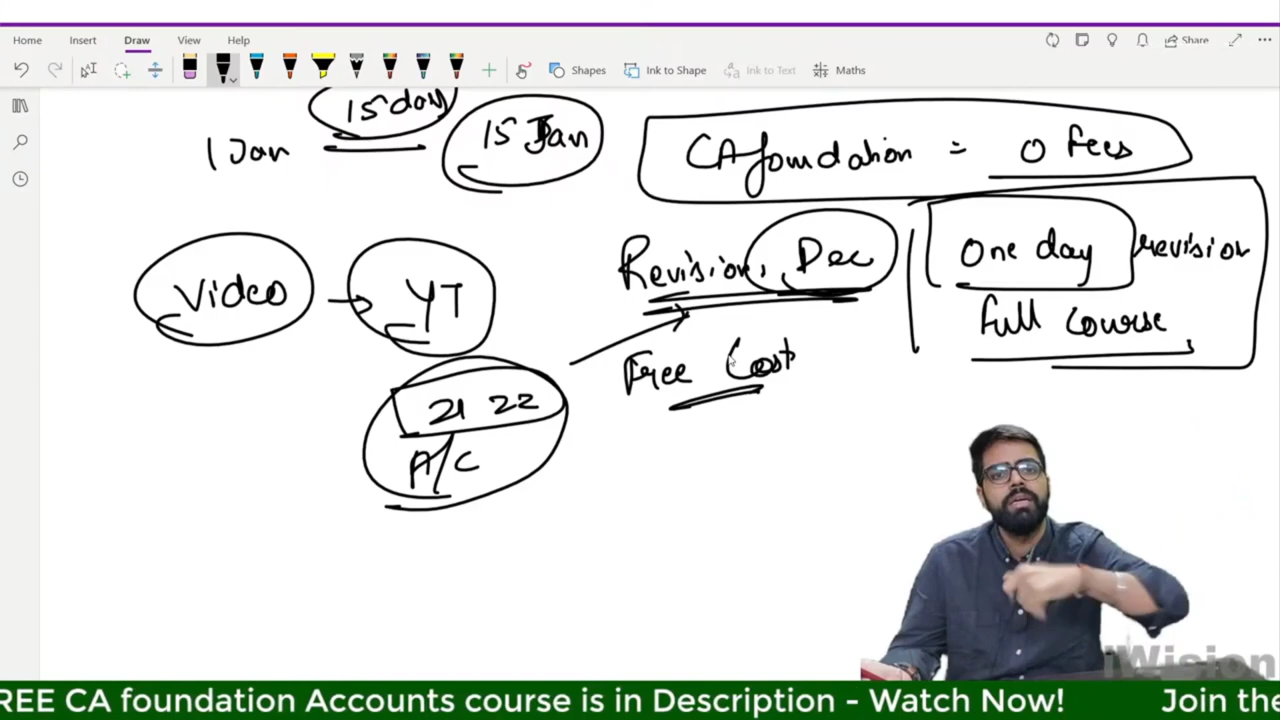 Home Insert Draw View Help
Share
Shapes Ink to Shape Ink to Text Maths
15 day
1 Jan
15 Jan
CA foundation = 0 Fees
Video → YT
Revision, Dec
One day revision
Full Course
Free Cost
21 22
A/C
REE CA foundation Accounts course is in Description - Watch Now! Join the